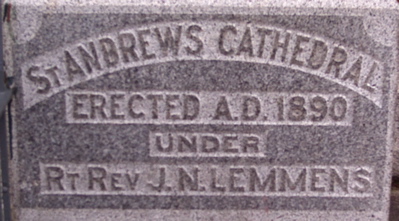 ST ANDREWS CATHEDRAL
ERECTED A.D. 1890
UNDER
RT REV J.N. LEMMENS